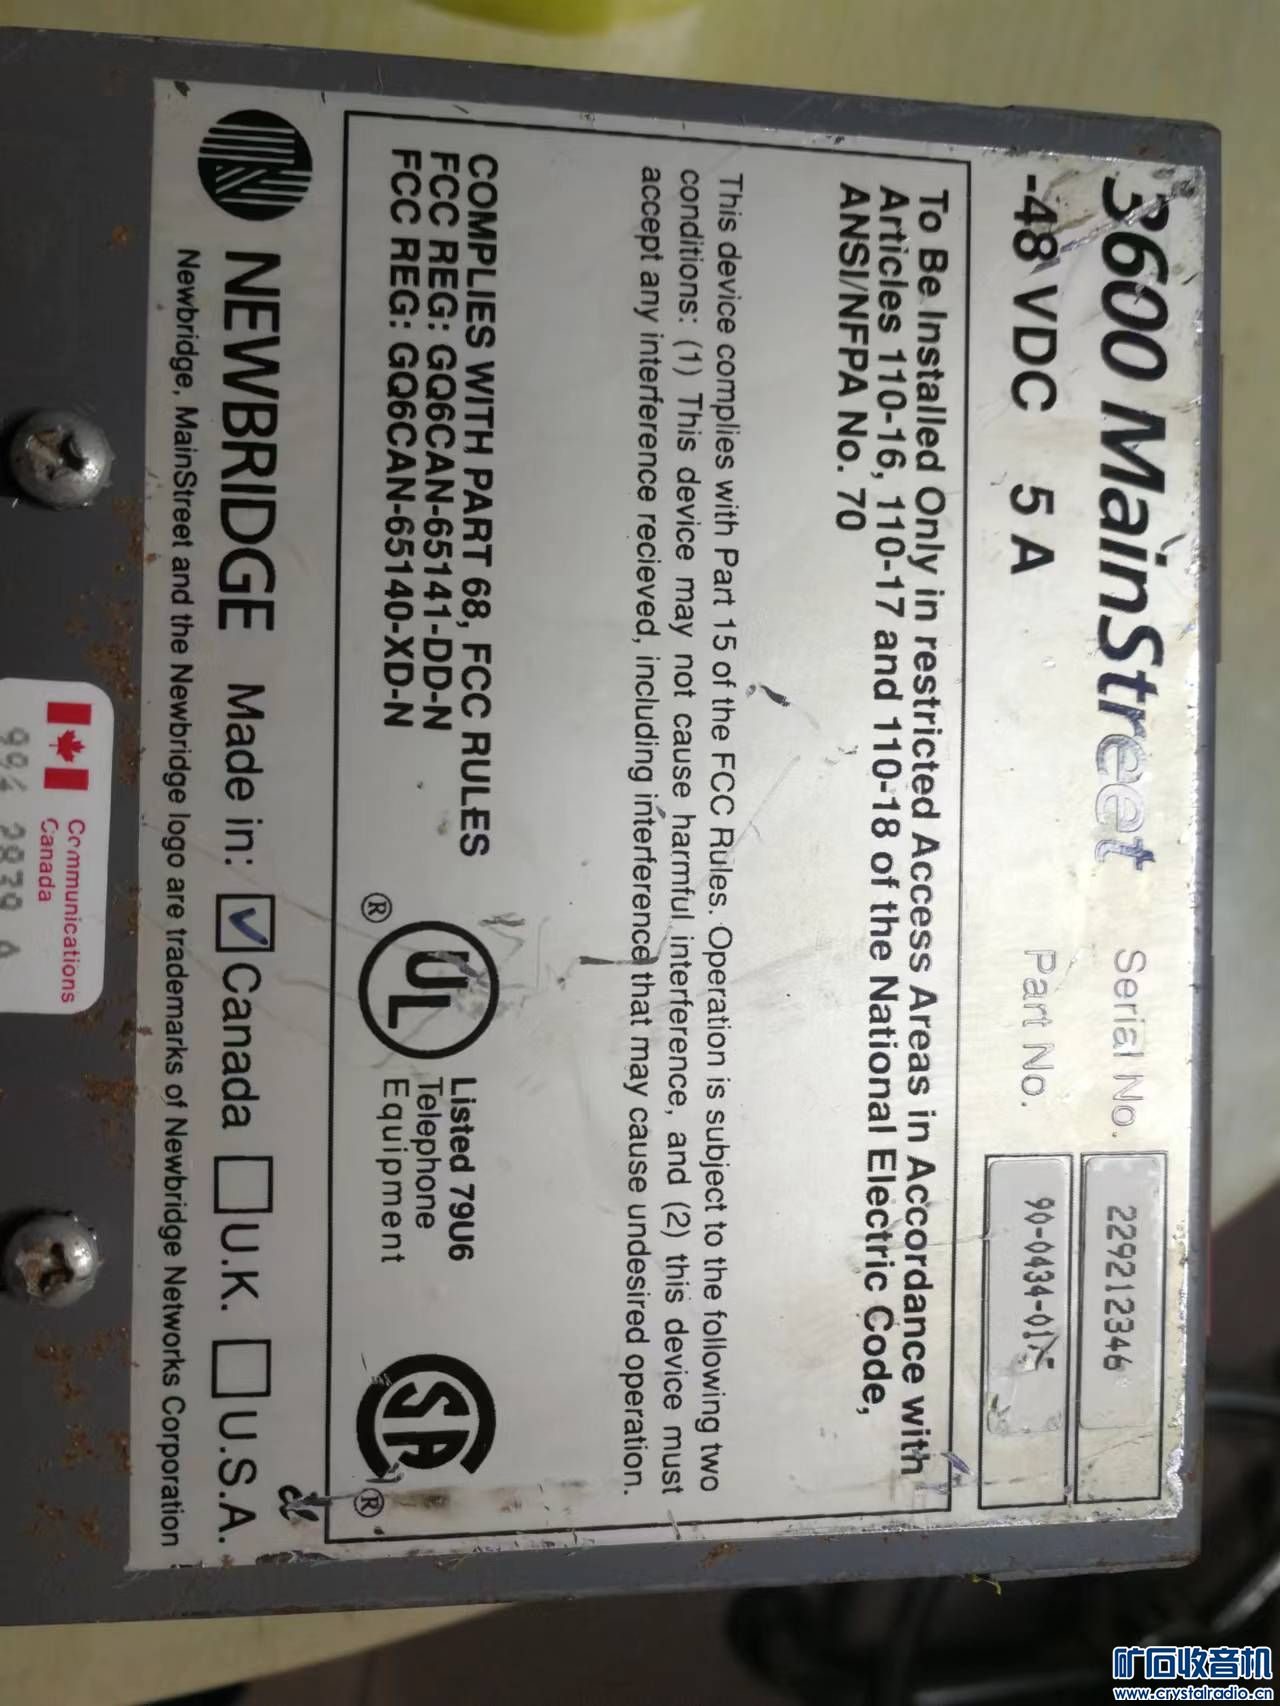 3600 MainStreet Serial No. 229212346
-48 VDC 5 A Part No. 90-0434-01
To Be Installed Only in restricted Access Areas in Accordance with
Articles 110-16, 110-17 and 110-18 of the National Electric Code,
ANSI/NFPA No. 70
This device complies with Part 15 of the FCC Rules. Operation is subject to the following two
conditions: (1) This device may not cause harmful interference, and (2) this device must
accept any interference recieved, including interference that may cause undesired operation.
COMPLIES WITH PART 68, FCC RULES
FCC REG: GQ6CAN-65141-DD-N
FCC REG: GQ6CAN-65140-XD-N
UL ®
Listed 79U6
Telephone
Equipment
SA ®
N NEWBRIDGE Made in: ☑ Canada ☐ U.K. ☐ U.S.A.
Newbridge, MainStreet and the Newbridge logo are trademarks of Newbridge Networks Corporation
Communications
Canada
994 2839 A
矿石收音机
www.crystalradio.cn